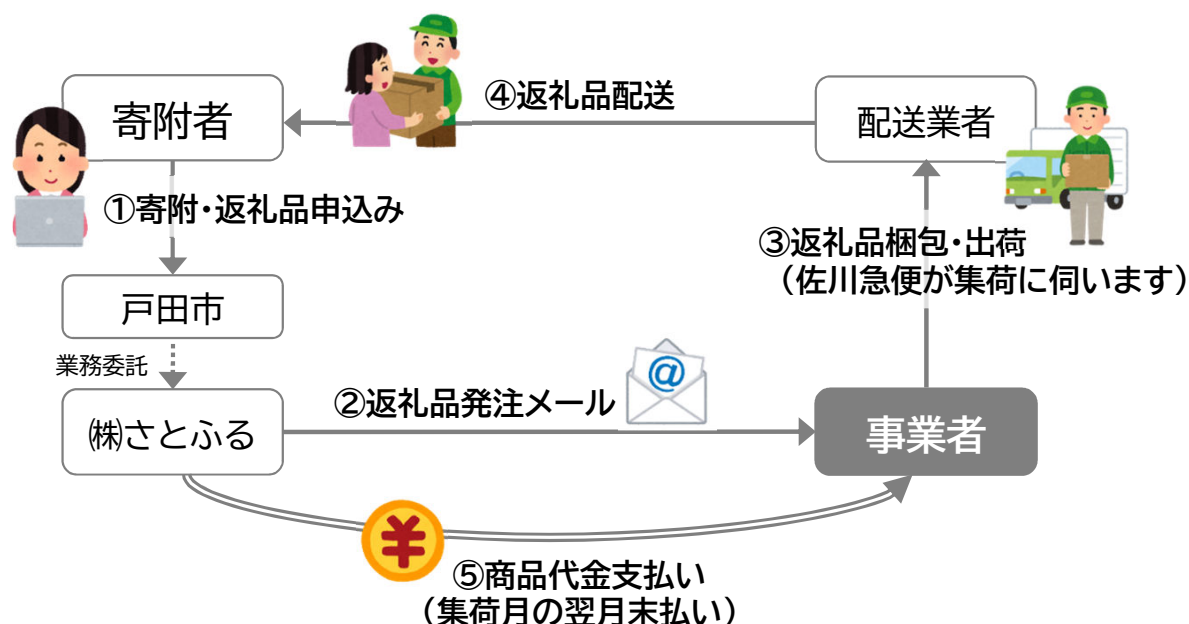 寄附者
④返礼品配送
配送業者
①寄附・返礼品申込み
③返礼品梱包・出荷
（佐川急便が集荷に伺います）
戸田市
業務委託
㈱さとふる
②返礼品発注メール
@
事業者
¥
⑤商品代金支払い
（集荷月の翌月末払い）